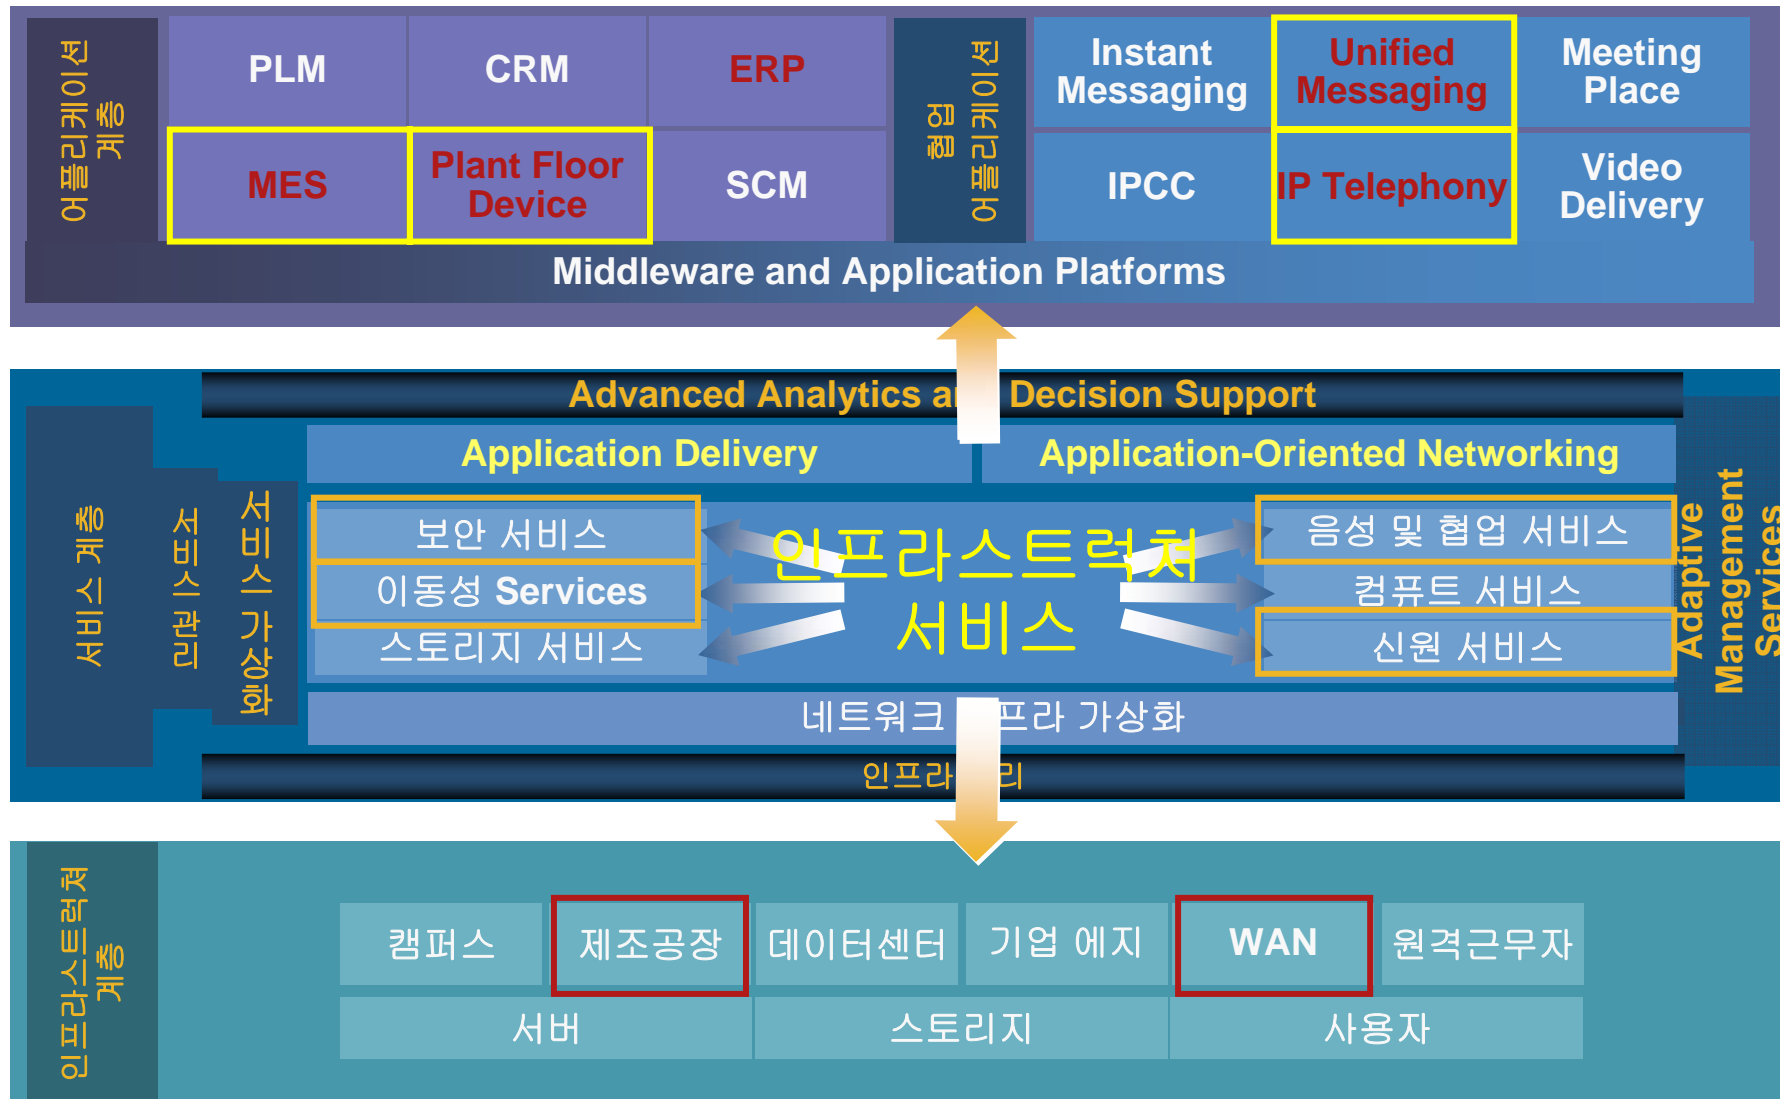 어플리케이션
계층
PLM
CRM
ERP
MES
Plant Floor
Device
SCM
협업
어플리케이션
Instant
Messaging
Unified
Messaging
Meeting
Place
IPCC
IP Telephony
Video
Delivery
Middleware and Application Platforms
Advanced Analytics Decision Support
Application Delivery
Application-Oriented Networking
서비스 계층
서비스 관리
서비스 가상화
보안 서비스
이동성 Services
스토리지 서비스
인프라스트럭쳐
서비스
음성 및 협업 서비스
컴퓨트 서비스
신원 서비스
Adaptive
Management
Services
네트워크 프라 가상화
인프라 리
인프라스트럭쳐
계층
캠퍼스
제조공장
데이터센터
기업 에지
WAN
원격근무자
서버
스토리지
사용자